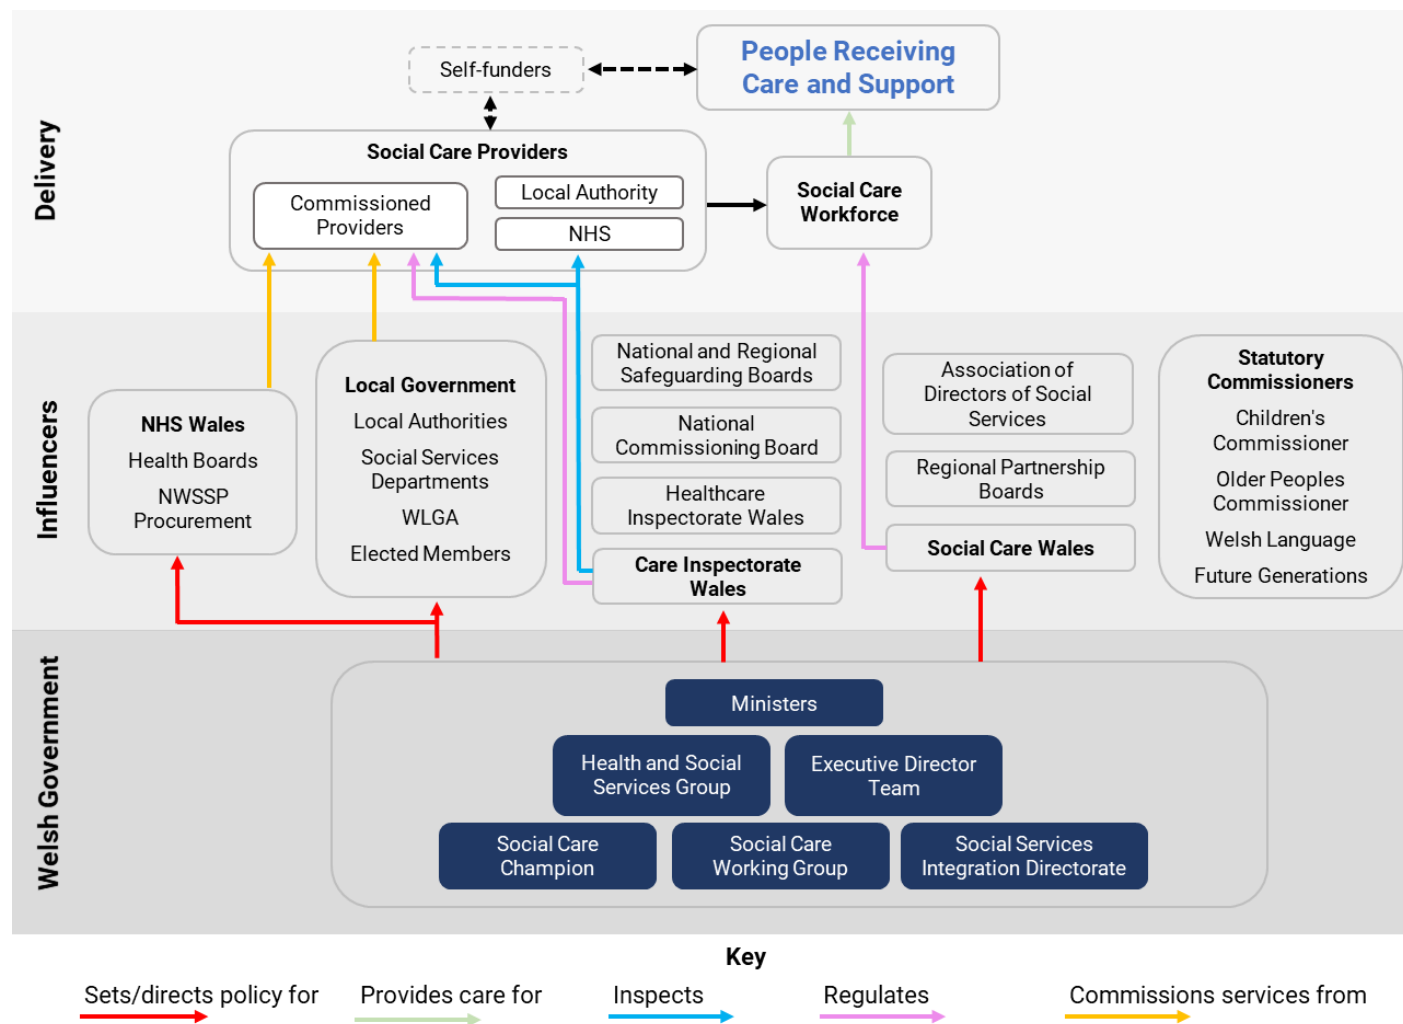 Delivery
Self-funders
People Receiving
Care and Support
Social Care Providers
Commissioned
Providers
Local Authority
NHS
Social Care
Workforce
Influencers
NHS Wales
Health Boards
NWSSP
Procurement
Local Government
Local Authorities
Social Services
Departments
WLGA
Elected Members
National and Regional
Safeguarding Boards
National
Commissioning Board
Healthcare
Inspectorate Wales
Care Inspectorate
Wales
Association of
Directors of Social
Services
Regional Partnership
Boards
Social Care Wales
Statutory
Commissioners
Children's
Commissioner
Older Peoples
Commissioner
Welsh Language
Future Generations
Welsh Government
Ministers
Health and Social
Services Group
Executive Director
Team
Social Care
Champion
Social Care
Working Group
Social Services
Integration Directorate
Key
Sets/directs policy for
Provides care for
Inspects
Regulates
Commissions services from